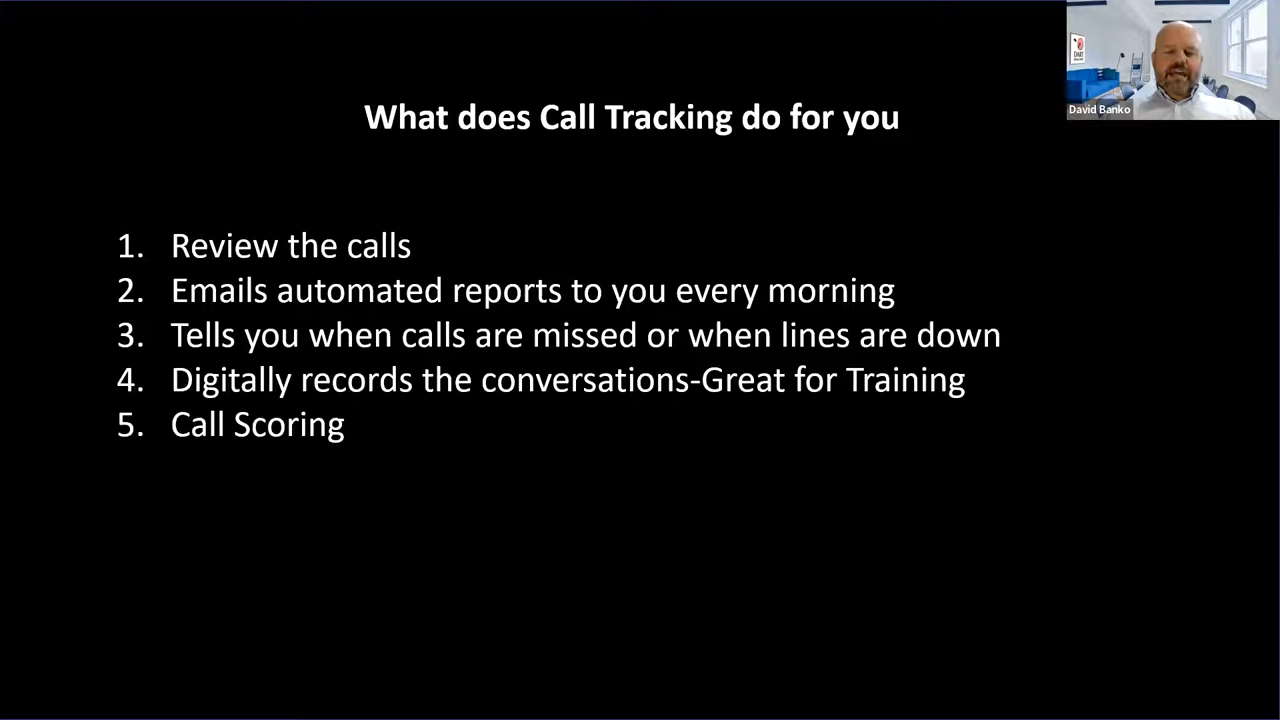 What does Call Tracking do for you
1. Review the calls
2. Emails automated reports to you every morning
3. Tells you when calls are missed or when lines are down
4. Digitally records the conversations-Great for Training
5. Call Scoring
David Banko